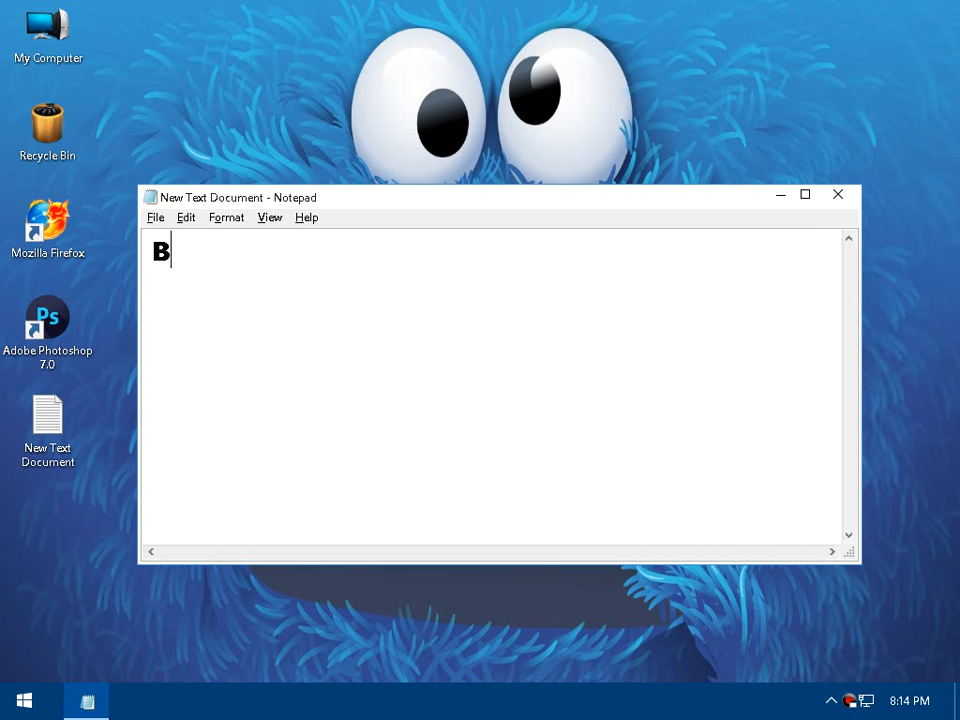 My Computer
Recycle Bin
Mozilla Firefox
Ps
Adobe Photoshop
7.0
New Text
Document
New Text Document - Notepad
File Edit Format View Help
B
8:14 PM